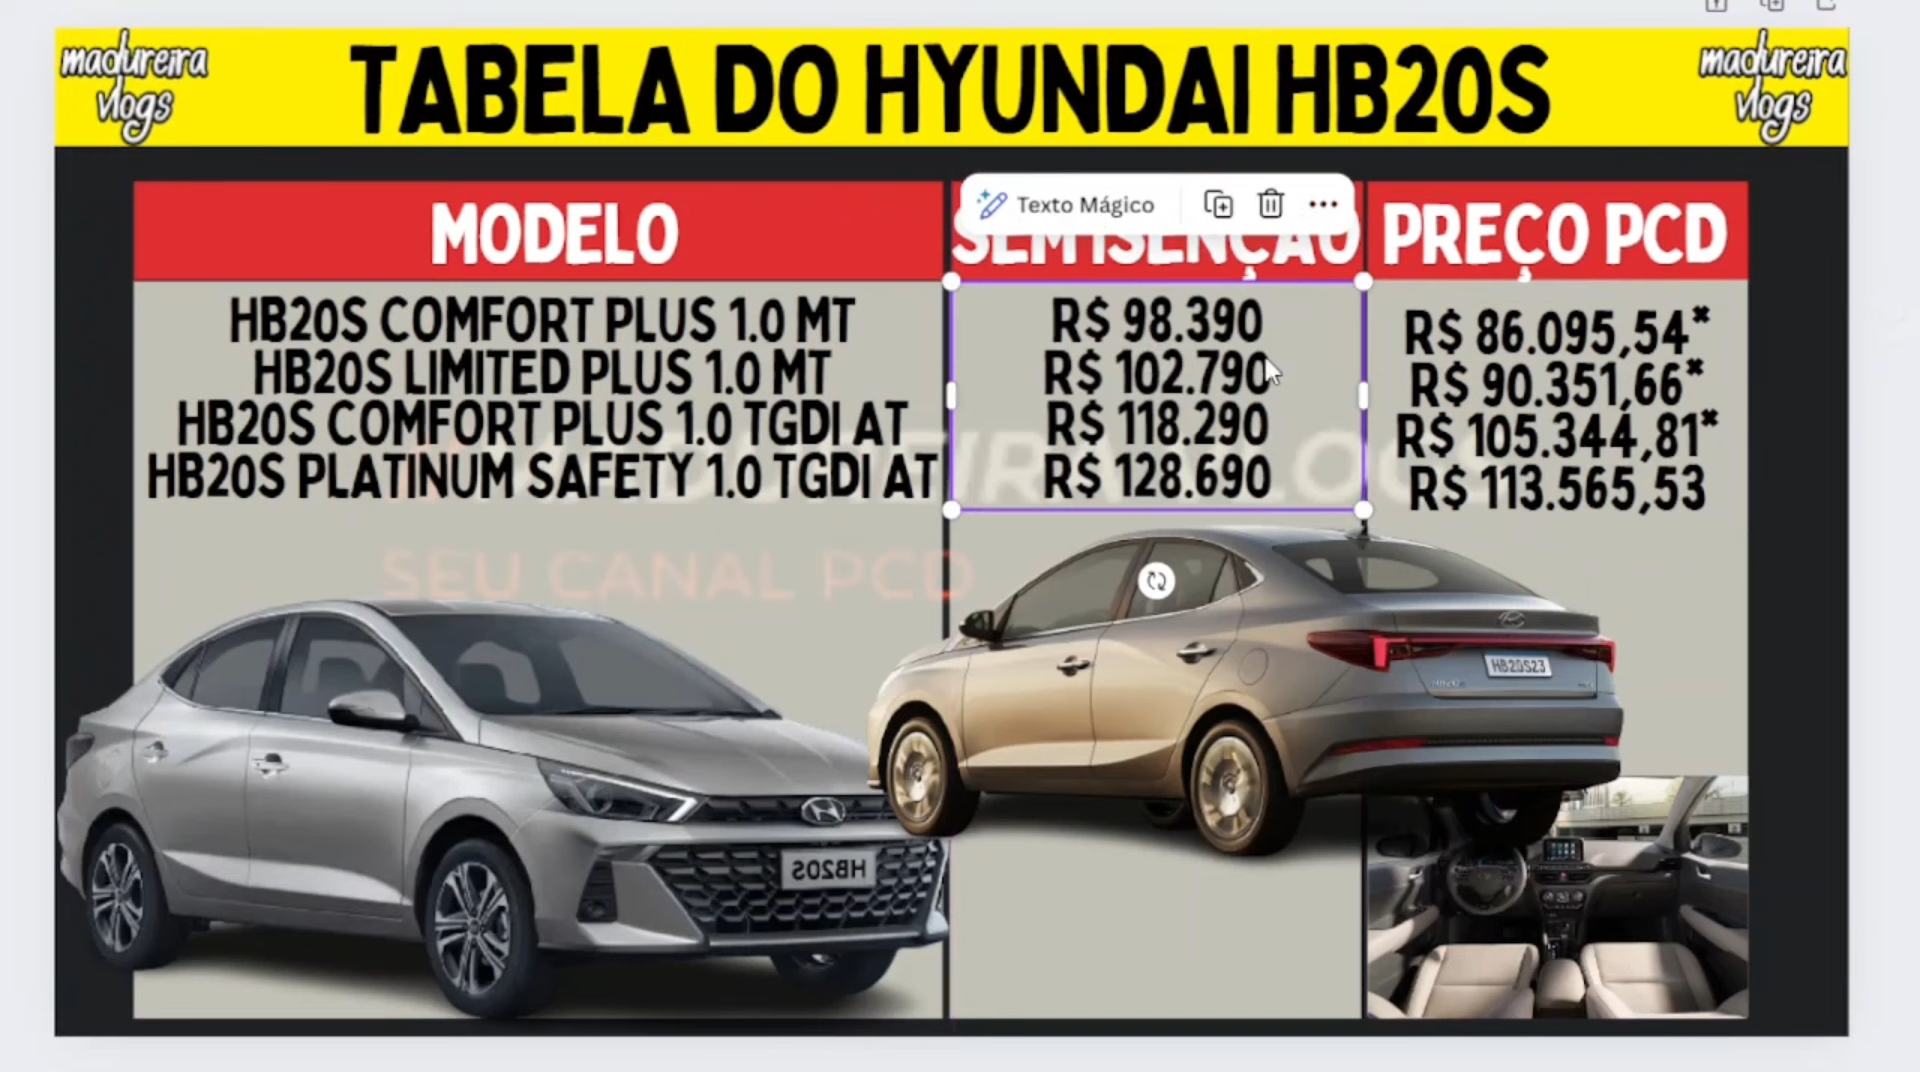 madureira vlogs
TABELA DO HYUNDAI HB20S
madureira vlogs
Texto Mágico
MODELO
SEM ISENÇÃO
PREÇO PCD
HB20S COMFORT PLUS 1.0 MT
R$ 98.390
R$ 86.095,54*
HB20S LIMITED PLUS 1.0 MT
R$ 102.790
R$ 90.351,66*
HB20S COMFORT PLUS 1.0 TGDI AT
R$ 118.290
R$ 105.344,81*
HB20S PLATINUM SAFETY 1.0 TGDI AT
R$ 128.690
R$ 113.565,53
SEU CANAL PCD
HB20S23
HB20S